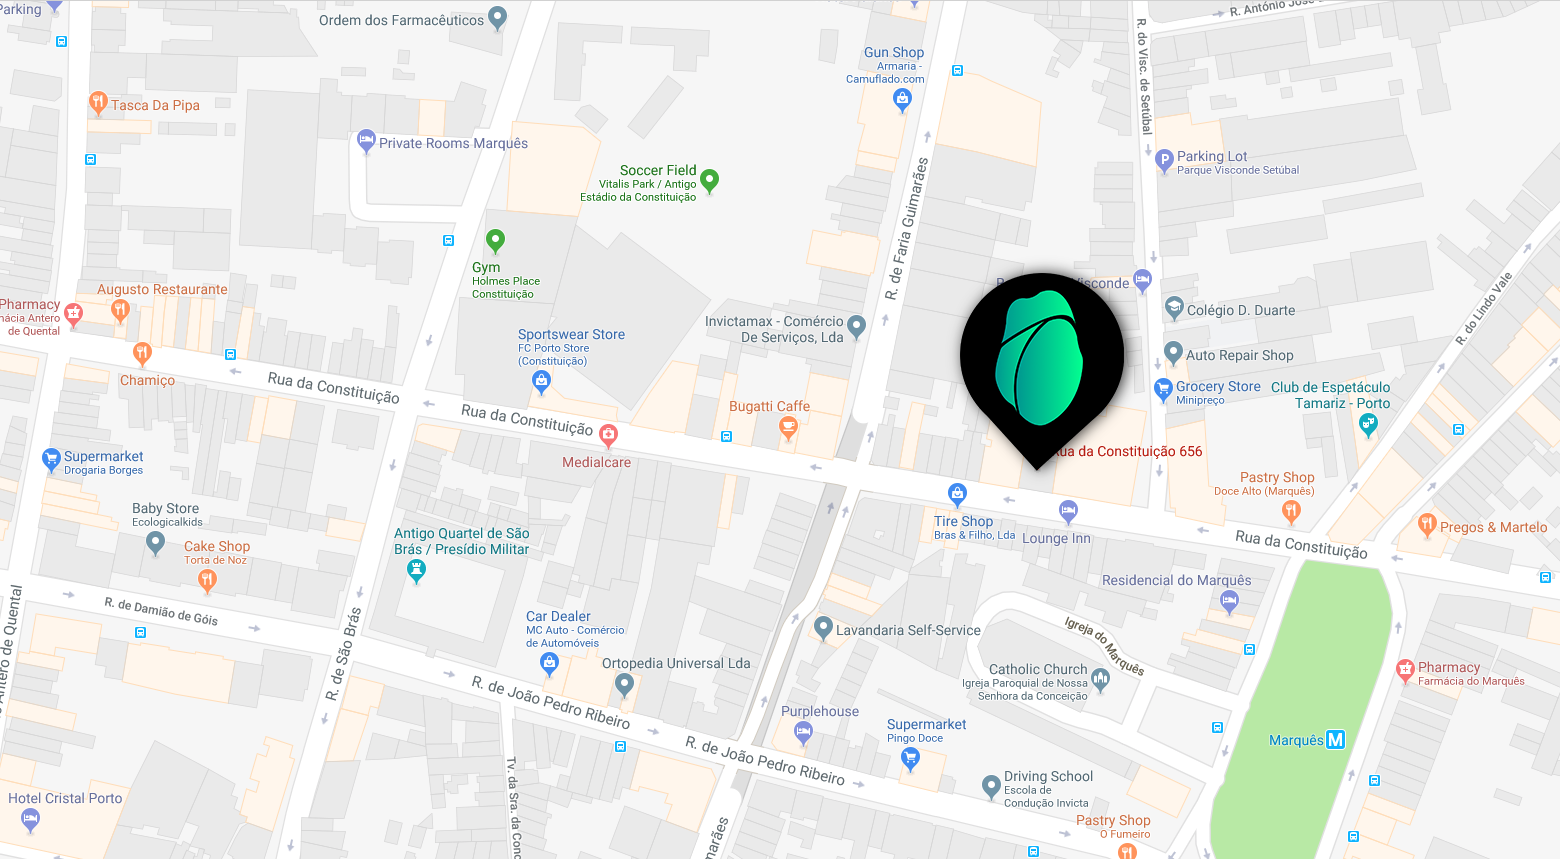 Parking
Ordem dos Farmacêuticos
Gun Shop
Armaria -
Camuflado.com
R. António José
R. do Visc. de Setúbal
Tasca Da Pipa
Private Rooms Marquês
Soccer Field
Vitalis Park / Antigo
Estádio da Constituição
R. de Faria Guimarães
P
Parking Lot
Parque Visconde Setúbal
Gym
Holmes Place
Constituição
Visconde
Augusto Restaurante
Pharmacy
mácia Antero
de Quental
Colégio D. Duarte
R. do Lindo Vale
Invictamax - Comércio
De Serviços, Lda
Sportswear Store
FC Porto Store
(Constituição)
Auto Repair Shop
Chamiço
Rua da Constituição
Rua da Constituição
Grocery Store
Minipreço
Club de Espetáculo
Tamariz - Porto
Bugatti Caffe
Medialcare
Rua da Constituição 656
Supermarket
Drogaria Borges
Pastry Shop
Doce Alto (Marquês)
Baby Store
Ecologicalkids
Tire Shop
Bras & Filho, Lda
Lounge Inn
Pregos & Martelo
Rua da Constituição
Antigo Quartel de São
Brás / Presídio Militar
Cake Shop
Torta de Noz
Residencial do Marquês
R. de Damião de Góis
Antero de Quental
R. de São Brás
Car Dealer
MC Auto - Comércio
de Automóveis
Lavandaria Self-Service
Igreja do Marquês
Ortopedia Universal Lda
Catholic Church
Igreja Paroquial de Nossa
Senhora da Conceição
Pharmacy
Farmácia do Marquês
R. de João Pedro Ribeiro
Purplehouse
Supermarket
Pingo Doce
Marquês M
R. de João Pedro Ribeiro
Tv. da Sra. da Conc
Driving School
Escola de
Condução Invicta
Hotel Cristal Porto
marães
Pastry Shop
O Fumeiro